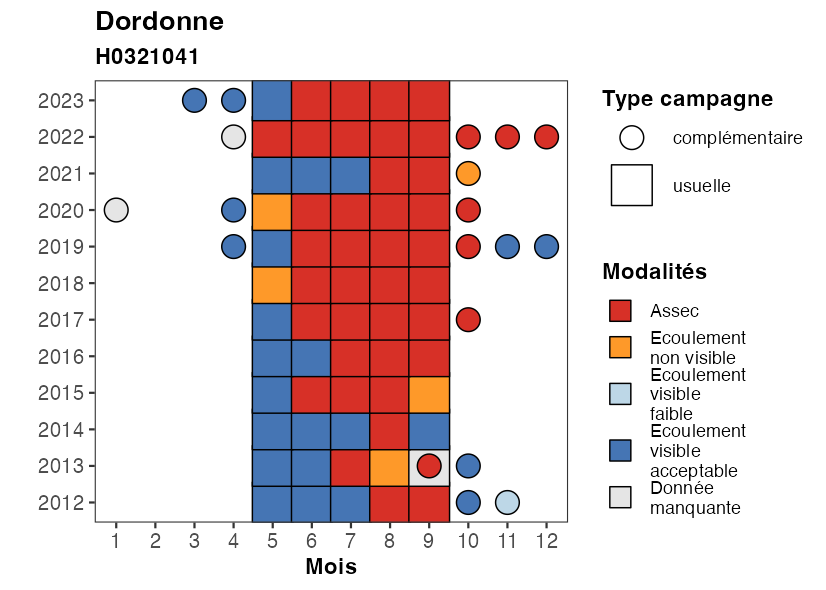 Dordonne
H0321041
2023
2022
2021
2020
2019
2018
2017
2016
2015
2014
2013
2012
1 2 3 4 5 6 7 8 9 10 11 12
Mois
Type campagne
complémentaire
usuelle
Modalités
Assec
Ecoulement
non visible
Ecoulement
visible
faible
Ecoulement
visible
acceptable
Donnée
manquante